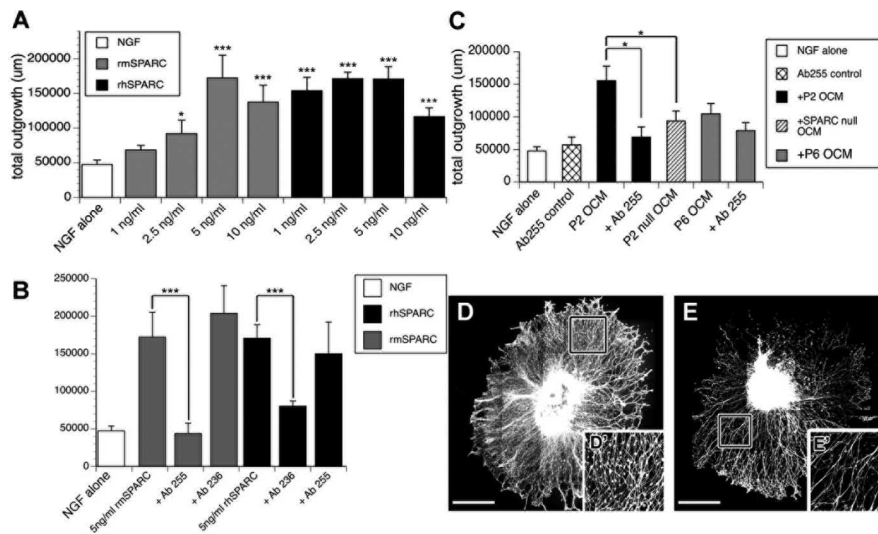 A
NGF
rmSPARC
rhSPARC
total outgrowth (um)
200000
150000
100000
50000
0
*
***
***
***
***
***
***
NGF alone
1 ng/ml
2.5 ng/ml
5 ng/ml
10 ng/ml
1 ng/ml
2.5 ng/ml
5 ng/ml
10 ng/ml
B
NGF
rhSPARC
rmSPARC
total outgrowth (um)
250000
200000
150000
100000
50000
0
***
***
NGF alone
5ng/ml rmSPARC
+ Ab 255
+ Ab 236
5ng/ml rhSPARC
+ Ab 236
+ Ab 255
C
NGF alone
Ab255 control
+P2 OCM
+SPARC null
OCM
+P6 OCM
total outgrowth (um)
200000
150000
100000
50000
0
*
*
NGF alone
Ab255 control
P2 OCM
+ Ab 255
P2 null OCM
P6 OCM
+ Ab 255
D
D'
E
E'